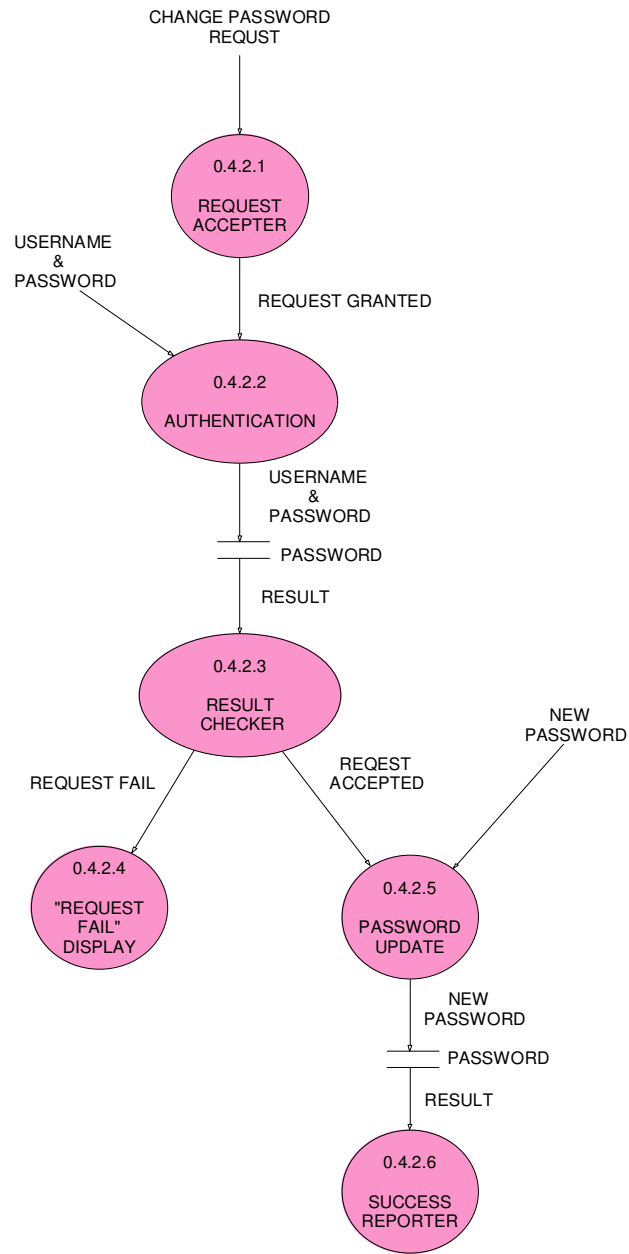 CHANGE PASSWORD
REQUST
0.4.2.1
REQUEST
ACCEPTER
USERNAME
&
PASSWORD
REQUEST GRANTED
0.4.2.2
AUTHENTICATION
USERNAME
&
PASSWORD
PASSWORD
RESULT
0.4.2.3
RESULT
CHECKER
NEW
PASSWORD
REQUEST FAIL
REQEST
ACCEPTED
0.4.2.4
"REQUEST
FAIL"
DISPLAY
0.4.2.5
PASSWORD
UPDATE
NEW
PASSWORD
PASSWORD
RESULT
0.4.2.6
SUCCESS
REPORTER